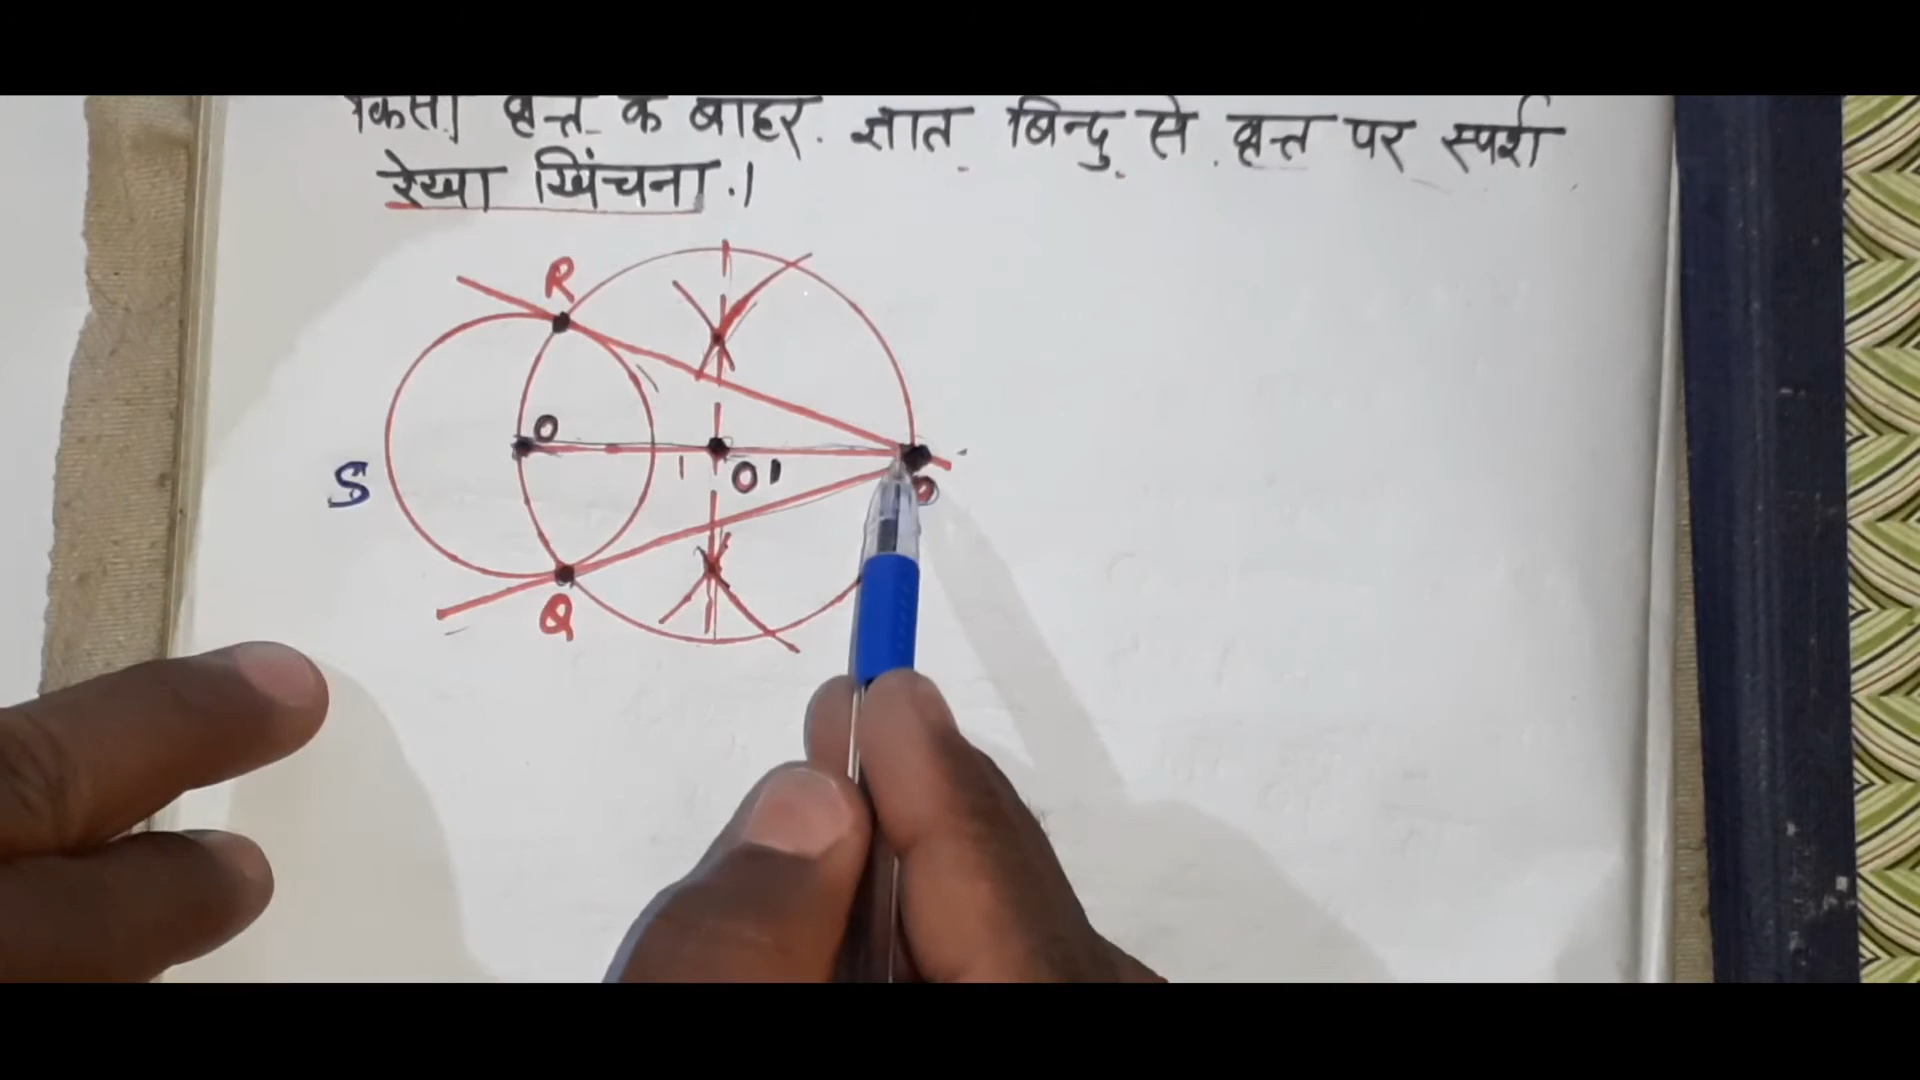 किसी वृत्त के बाहर ज्ञात बिन्दु से वृत्त पर स्पर्श
रेखा खिंचना ।
R
O
S
O'
Q